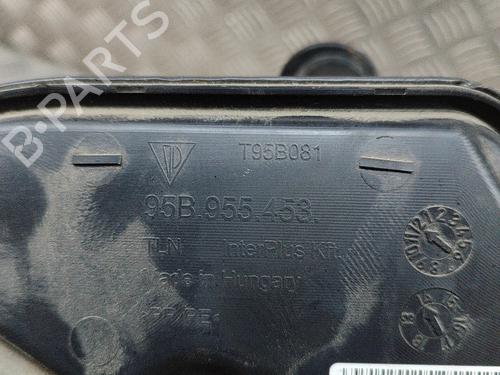 B-PARTS
T95B081
95B.955.453.
TLN InterPlus Kft.
Made in Hungary